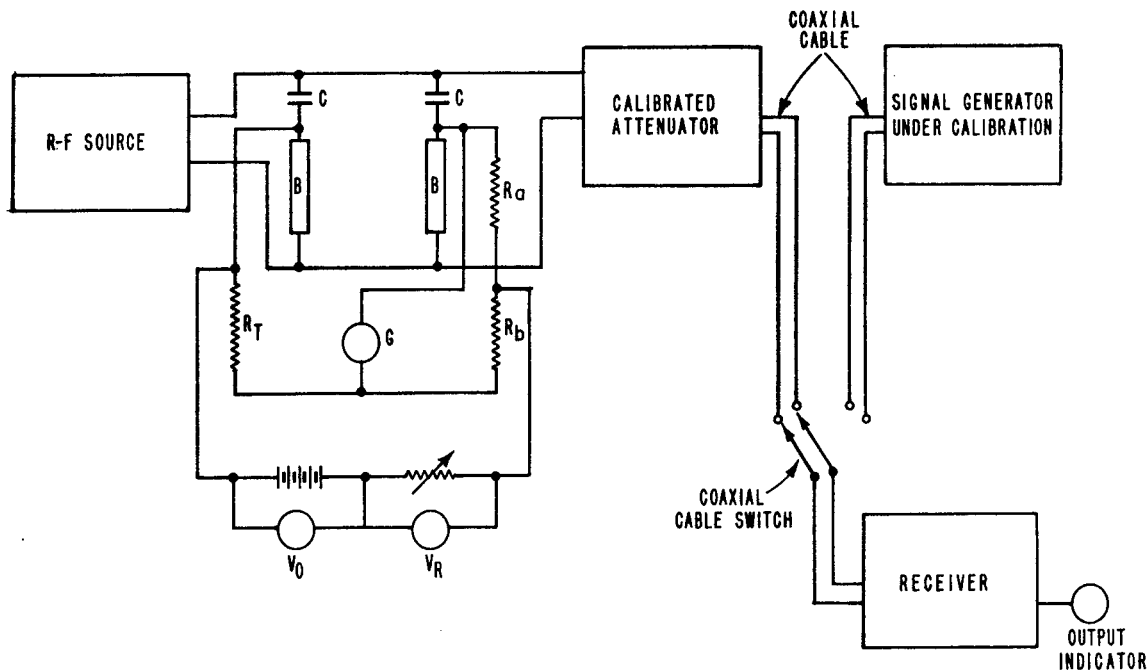 R-F SOURCE
C
C
B
B
Ra
RT
G
Rb
V0
VR
CALIBRATED
ATTENUATOR
COAXIAL
CABLE
SIGNAL GENERATOR
UNDER CALIBRATION
COAXIAL
CABLE SWITCH
RECEIVER
OUTPUT
INDICATOR